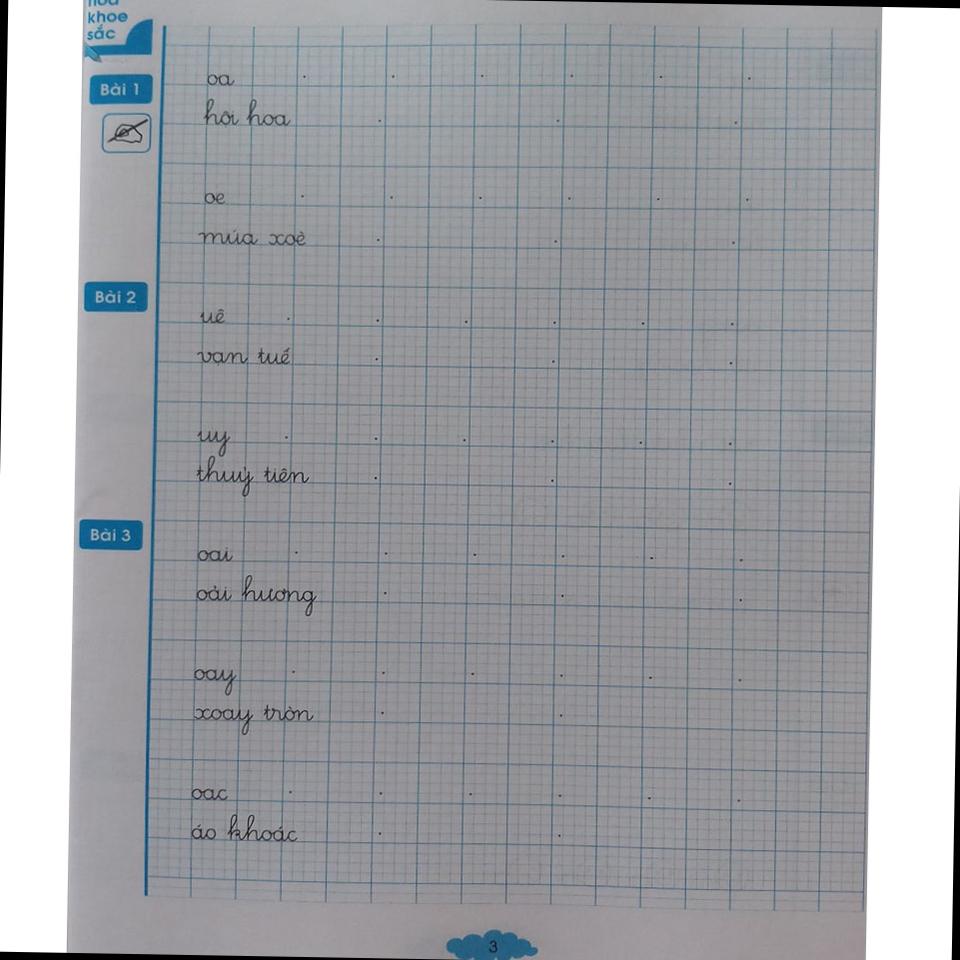 hoa
khoe
sắc
Bài 1
oa
hội hoa
oe
múa xoè
Bài 2
uê
vạn tuế
uy
thuỷ tiên
Bài 3
oai
oải hương
oay
xoay tròn
oac
áo khoác
3